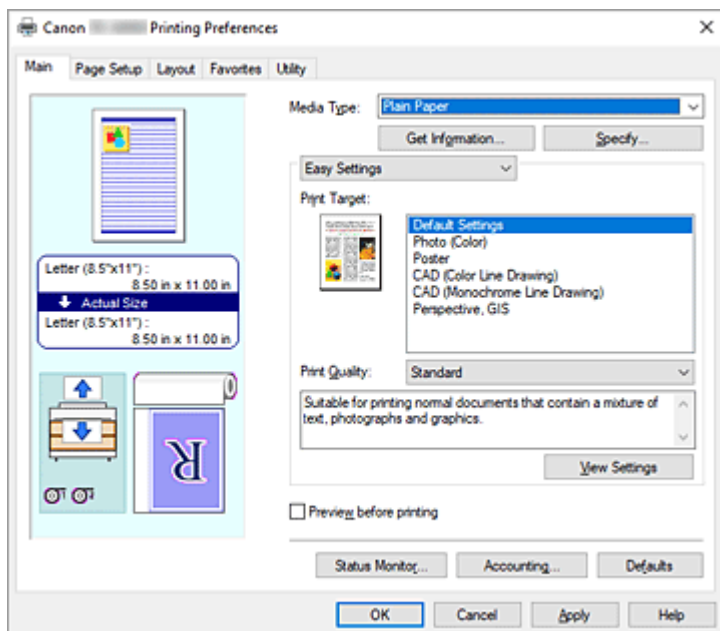 Canon Printing Preferences
Main Page Setup Layout Favorites Utility
Media Type: Plain Paper
Get Information... Specify...
Easy Settings
Print Target:
Default Settings
Photo (Color)
Poster
CAD (Color Line Drawing)
CAD (Monochrome Line Drawing)
Perspective, GIS
Letter (8.5"x11") :
8.50 in x 11.00 in
Actual Size
Letter (8.5"x11") :
8.50 in x 11.00 in
Print Quality: Standard
Suitable for printing normal documents that contain a mixture of
text, photographs and graphics.
R
View Settings
Preview before printing
Status Monitor... Accounting... Defaults
OK Cancel Apply Help